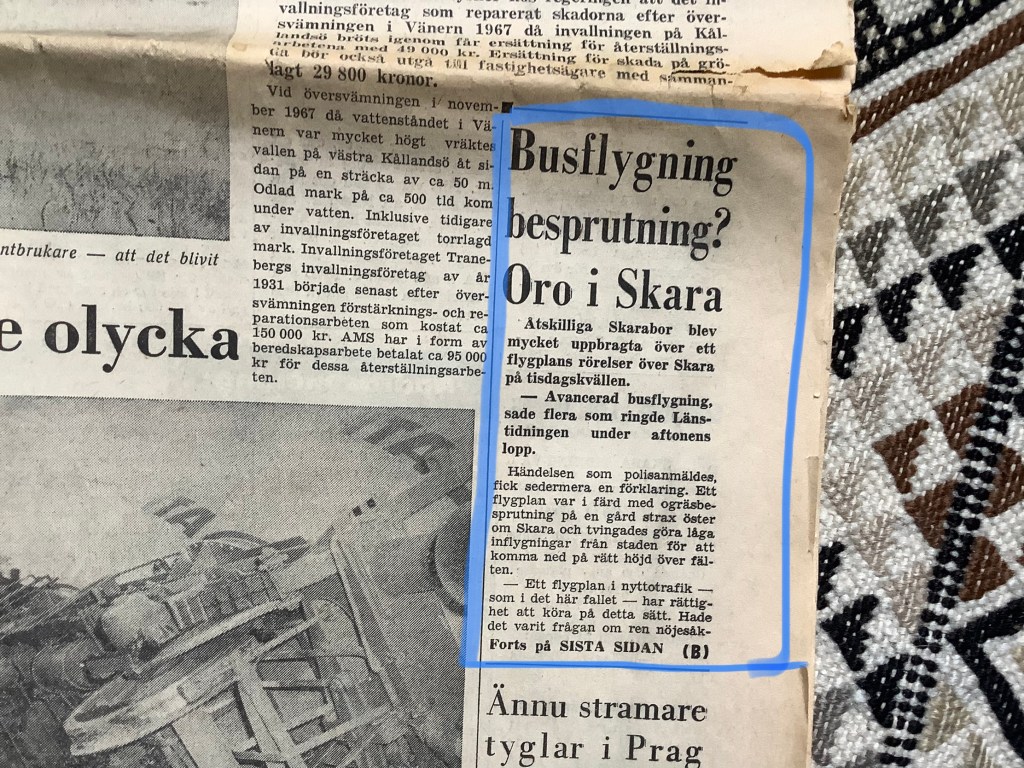 vallningsföretag som reparerat skadorna efter över-
svämningen i Vänern 1967 då invallningen på Kål-
landsö bröts igenom får ersättning för återställnings-
arbetena med 49 000 kr. Ersättning för skada på grö-
da bör också utgå till fastighetsägare med samman-
lagt 29 800 kronor.
Vid översvämningen i novem-
ber 1967 då vattenståndet i Vä-
nern var mycket högt vräktes
vallen på västra Kållandsö åt si-
dan på en sträcka av ca 50 m.
Odlad mark på ca 500 tld kom
under vatten. Inklusive tidigare
av invallningsföretaget torrlagd
mark. Invallningsföretaget Trane-
bergs invallningsföretag av år
1931 började senast efter över-
svämningen förstärknings- och re-
parationsarbeten som kostat ca
150 000 kr. AMS har i form av
beredskapsarbete betalat ca 95 000
kr för dessa återställningsarbe-
ten.
ntbrukare — att det blivit
e olycka
Busflygning
besprutning?
Oro i Skara
Åtskilliga Skarabor blev
mycket uppbragta över ett
flygplans rörelser över Skara
på tisdagskvällen.
— Avancerad busflygning,
sade flera som ringde Läns-
tidningen under aftonens
lopp.
Händelsen som polisanmäldes,
fick sedermera en förklaring. Ett
flygplan var i färd med ogräsbe-
sprutning på en gård strax öster
om Skara och tvingades göra låga
inflygningar från staden för att
komma ned på rätt höjd över fäl-
ten.
— Ett flygplan i nyttotrafik —
som i det här fallet — har rättig-
het att köra på detta sätt. Hade
det varit frågan om ren nöjesåk-
Forts på SISTA SIDAN (B)
Ännu stramare
tyglar i Prag